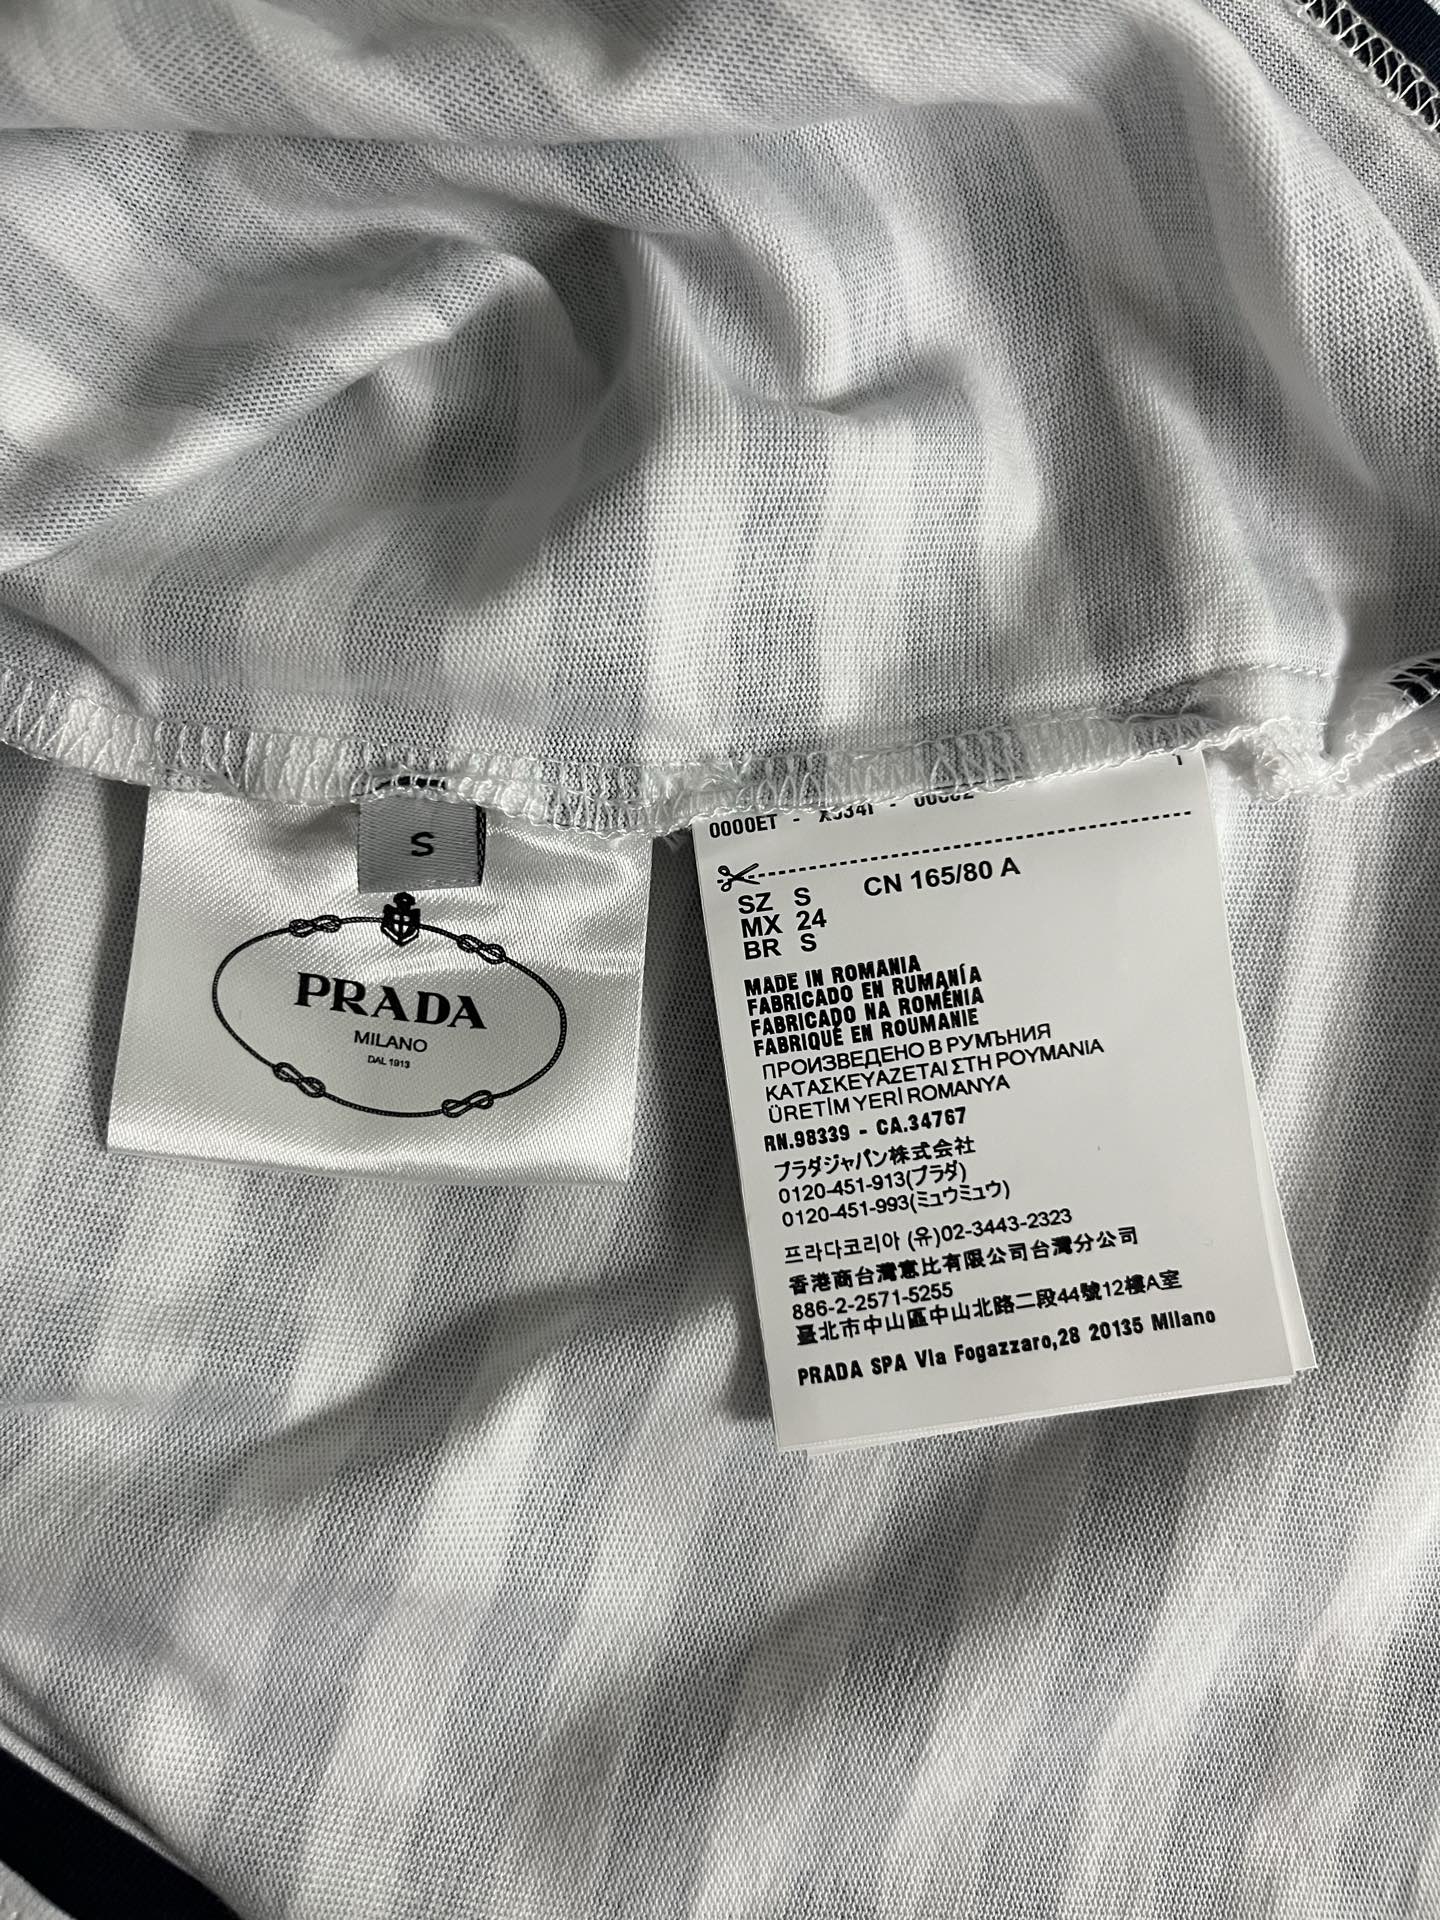 S
PRADA
MILANO
DAL 1913
0000ET -
SZ S CN 165/80 A
MX 24
BR S
MADE IN ROMANIA
FABRICADO EN RUMANÍA
FABRICADO NA ROMÉNIA
FABRIQUÉ EN ROUMANIE
ПРОИЗВЕДЕНО В РУМЪНИЯ
ΚΑΤΑΣΚΕΥΑΖΕΤΑΙ ΣΤΗ ΡΟΥΜΑΝΙΑ
ÜRETİM YERİ ROMANYA
RN.98339 - CA.34767
プラダジャパン株式会社
0120-451-913(プラダ)
0120-451-993(ミュウミュウ)
프라다코리아 (유)02-3443-2323
香港商台灣惠比有限公司台灣分公司
886-2-2571-5255
臺北市中山區中山北路二段44號12樓A室
PRADA SPA Via Fogazzaro,28 20135 Milano